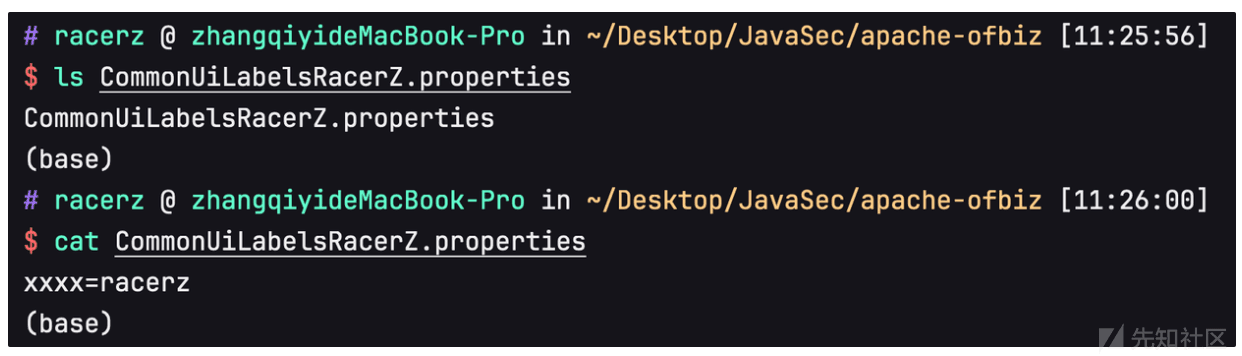 # racerz @ zhangqiyideMacBook-Pro in ~/Desktop/JavaSec/apache-ofbiz [11:25:56]
$ ls CommonUiLabelsRacerZ.properties
CommonUiLabelsRacerZ.properties
(base)
# racerz @ zhangqiyideMacBook-Pro in ~/Desktop/JavaSec/apache-ofbiz [11:26:00]
$ cat CommonUiLabelsRacerZ.properties
xxxx=racerz
(base)
先知社区